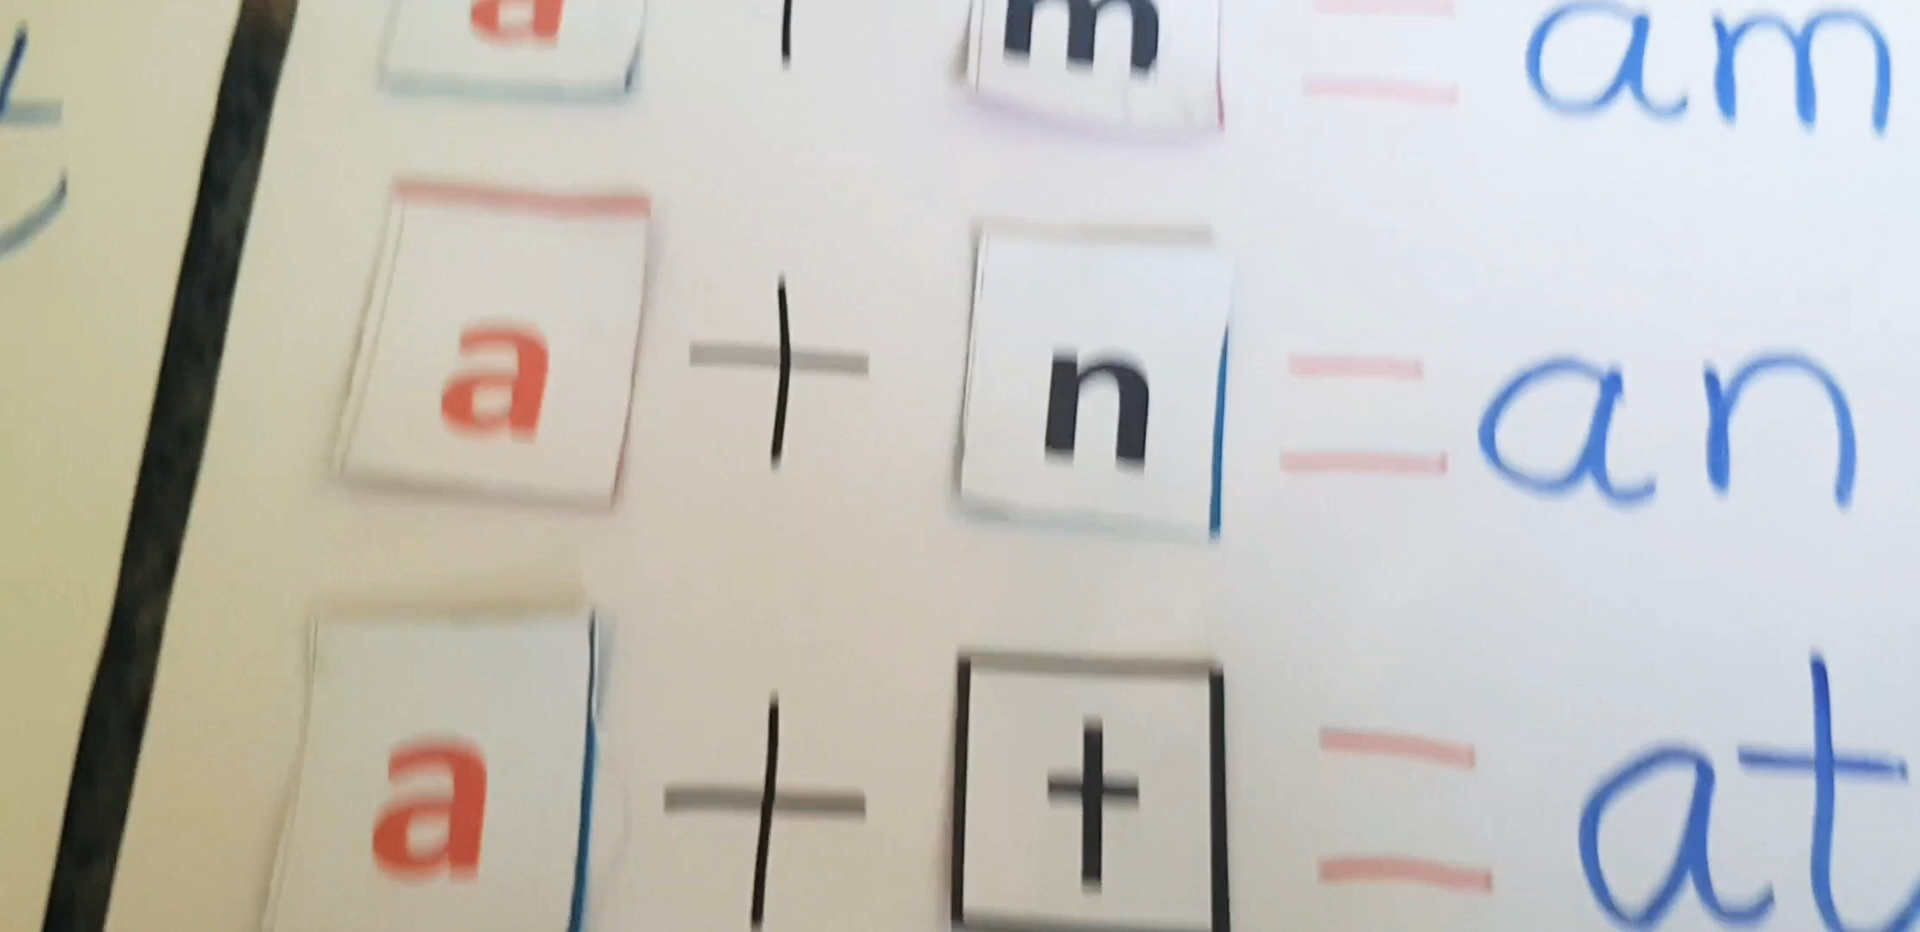 a + m = am
a + n = an
a + t = at